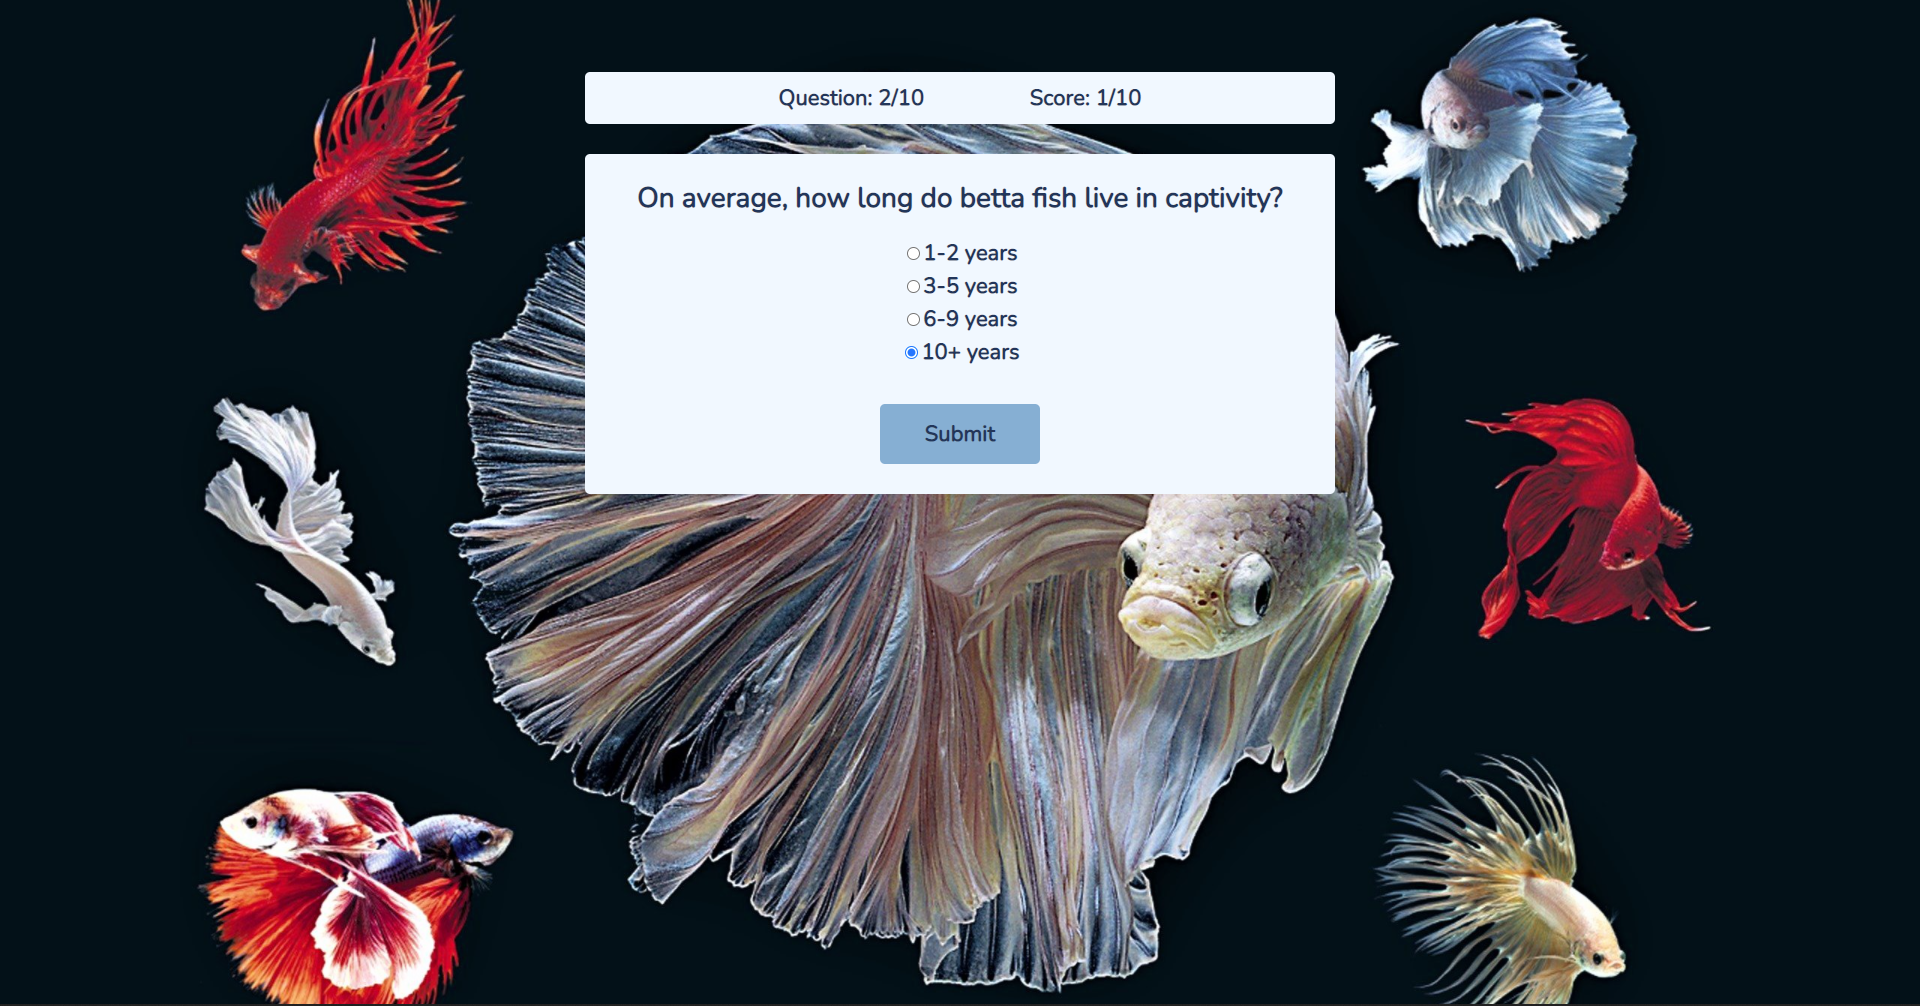 Question: 2/10 Score: 1/10
On average, how long do betta fish live in captivity?
1-2 years
3-5 years
6-9 years
10+ years
Submit